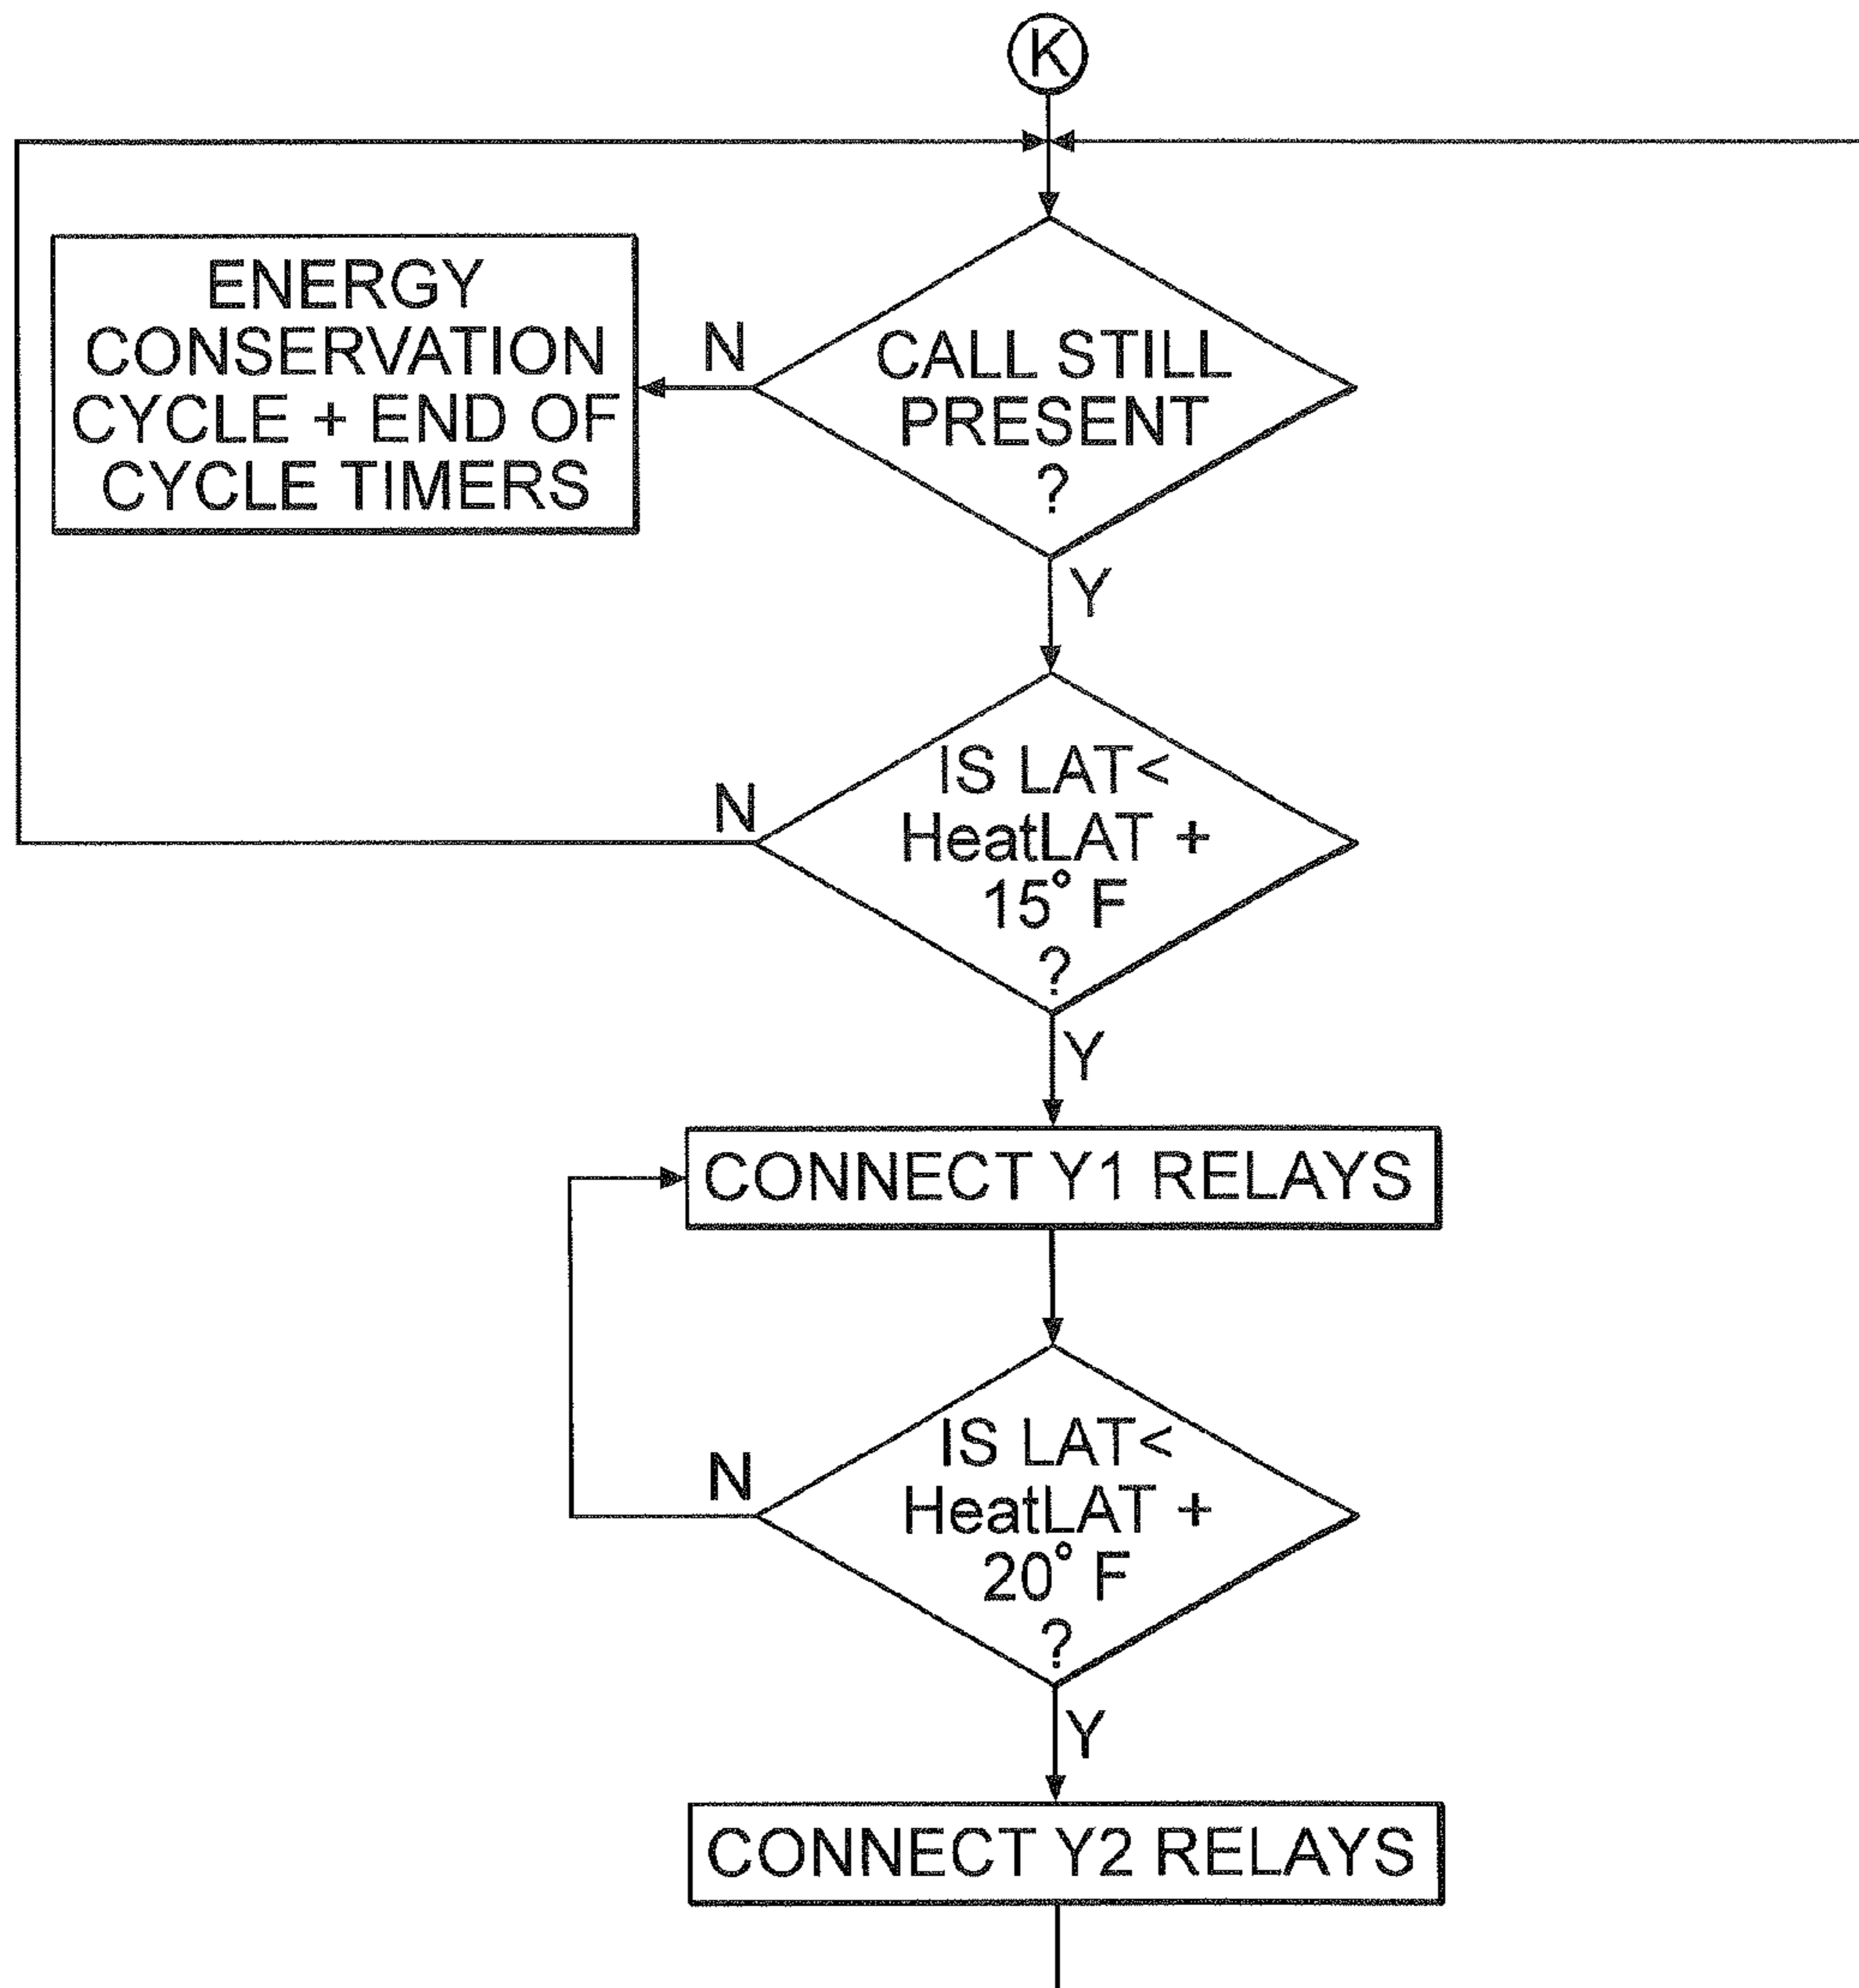 K
ENERGY
CONSERVATION
CYCLE + END OF
CYCLE TIMERS
N
CALL STILL
PRESENT
?
Y
N
IS LAT<
HeatLAT +
15° F
?
Y
CONNECT Y1 RELAYS
N
IS LAT<
HeatLAT +
20° F
?
Y
CONNECT Y2 RELAYS